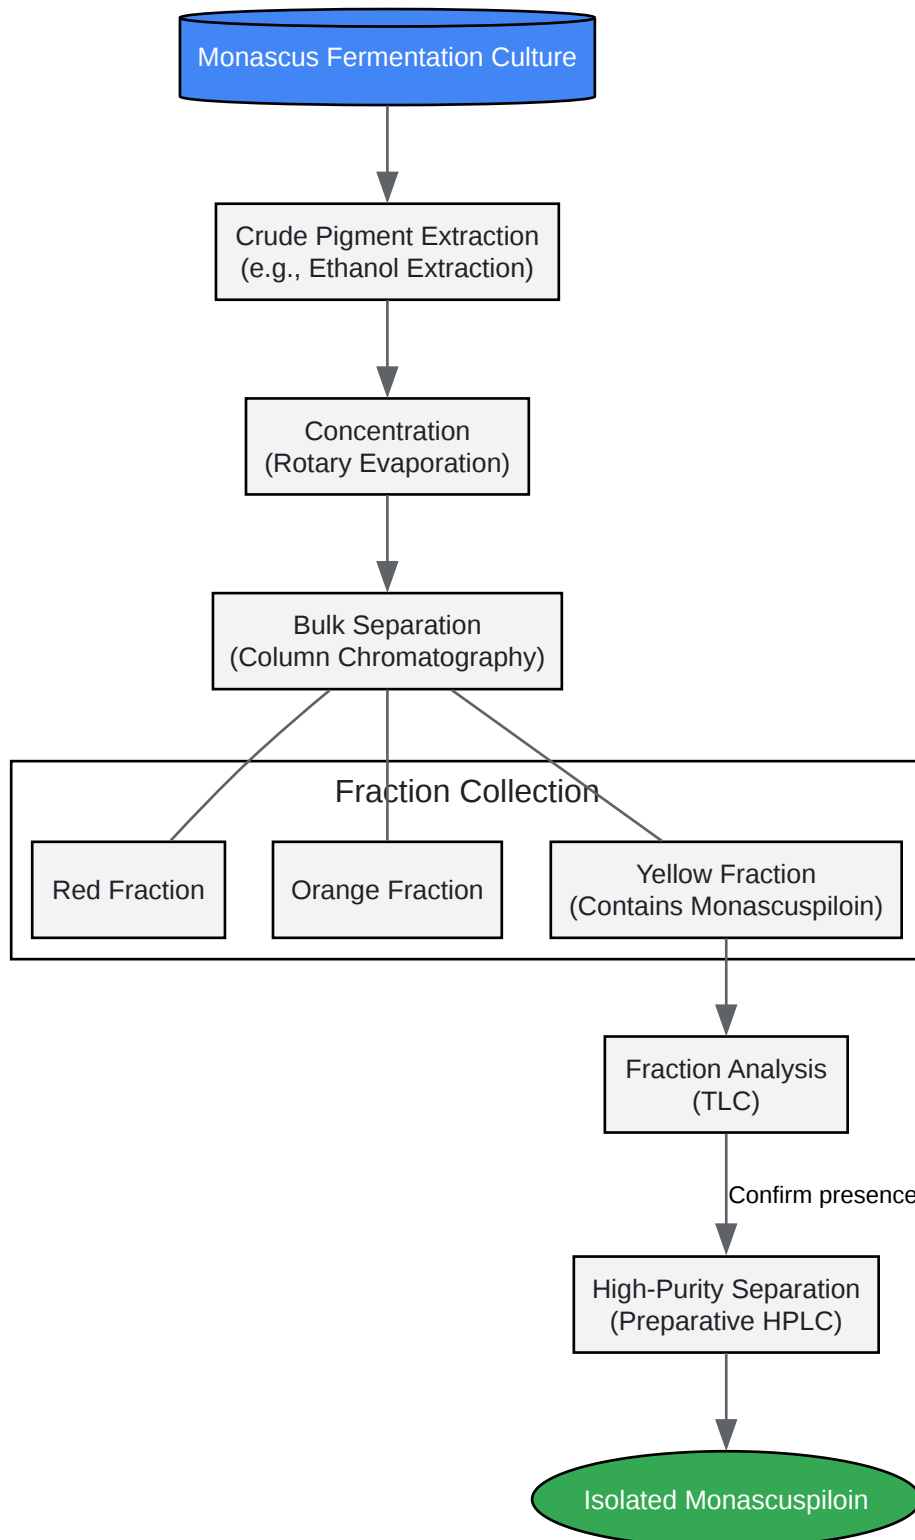 Monascus Fermentation Culture
Crude Pigment Extraction
(e.g., Ethanol Extraction)
Concentration
(Rotary Evaporation)
Bulk Separation
(Column Chromatography)
Fraction Collection
Red Fraction
Orange Fraction
Yellow Fraction
(Contains Monascuspiloin)
Fraction Analysis
(TLC)
Confirm presence
High-Purity Separation
(Preparative HPLC)
Isolated Monascuspiloin